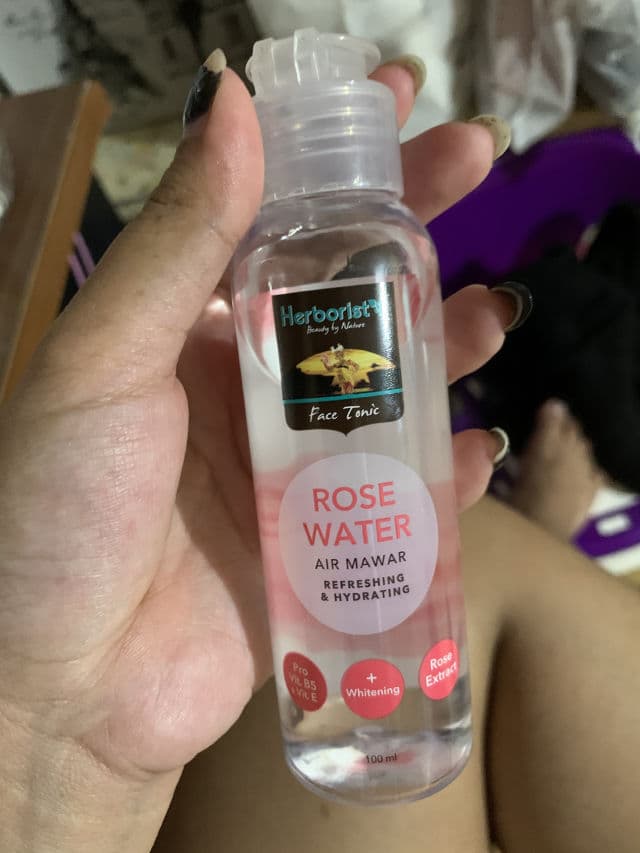 Herborist
Beauty by Nature
Face Tonic
ROSE
WATER
AIR MAWAR
REFRESHING
& HYDRATING
Pro
Vit. B5
& Vit. E
+
Whitening
Rose
Extract
100 ml